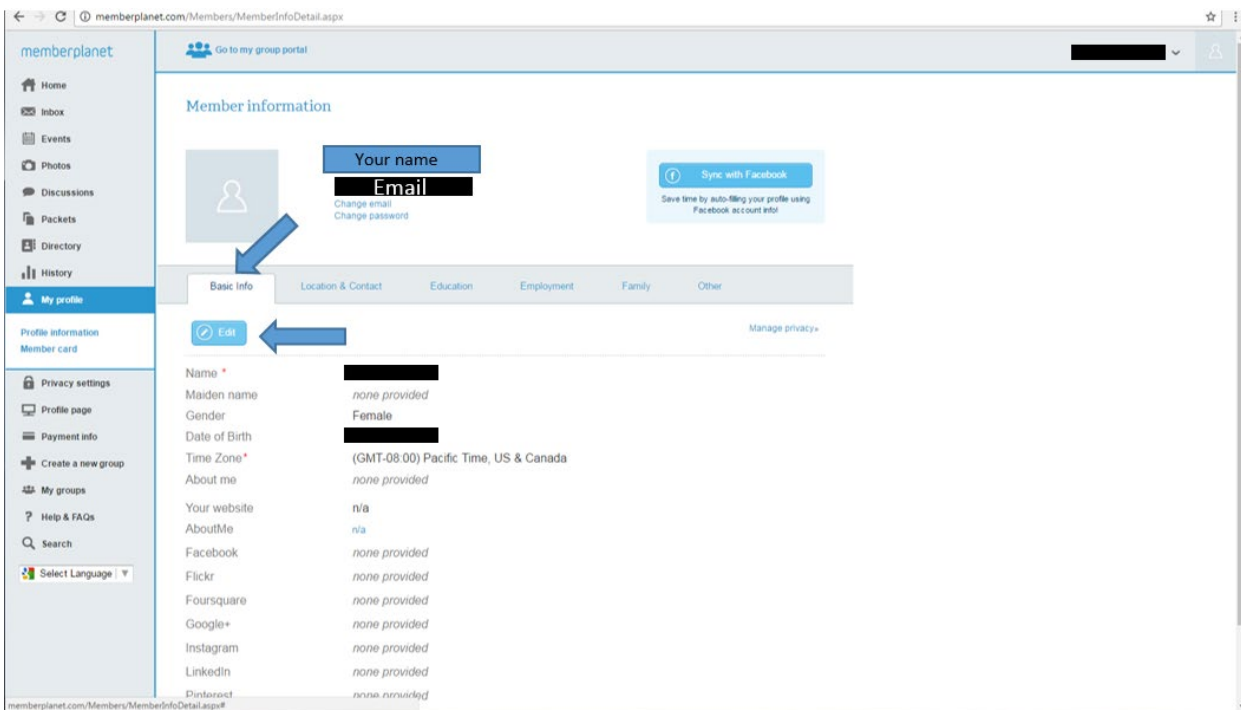 memberplanet.com/Members/MemberInfoDetail.aspx
memberplanet
Go to my group portal
Home
Inbox
Events
Photos
Discussions
Packets
Directory
History
My profile
Profile information
Member card
Privacy settings
Profile page
Payment info
Create a new group
My groups
? Help & FAQs
Search
Select Language
Member information
Your name
Email
Change email
Change password
f Sync with Facebook
Save time by auto-filling your profile using
Facebook account info!
Basic Info Location & Contact Education Employment Family Other
Edit
Manage privacy»
Name *
Maiden name none provided
Gender Female
Date of Birth
Time Zone* (GMT-08:00) Pacific Time, US & Canada
About me none provided
Your website n/a
AboutMe n/a
Facebook none provided
Flickr none provided
Foursquare none provided
Google+ none provided
Instagram none provided
LinkedIn none provided
Pinterest none provided
memberplanet.com/Members/MemberInfoDetail.aspx#